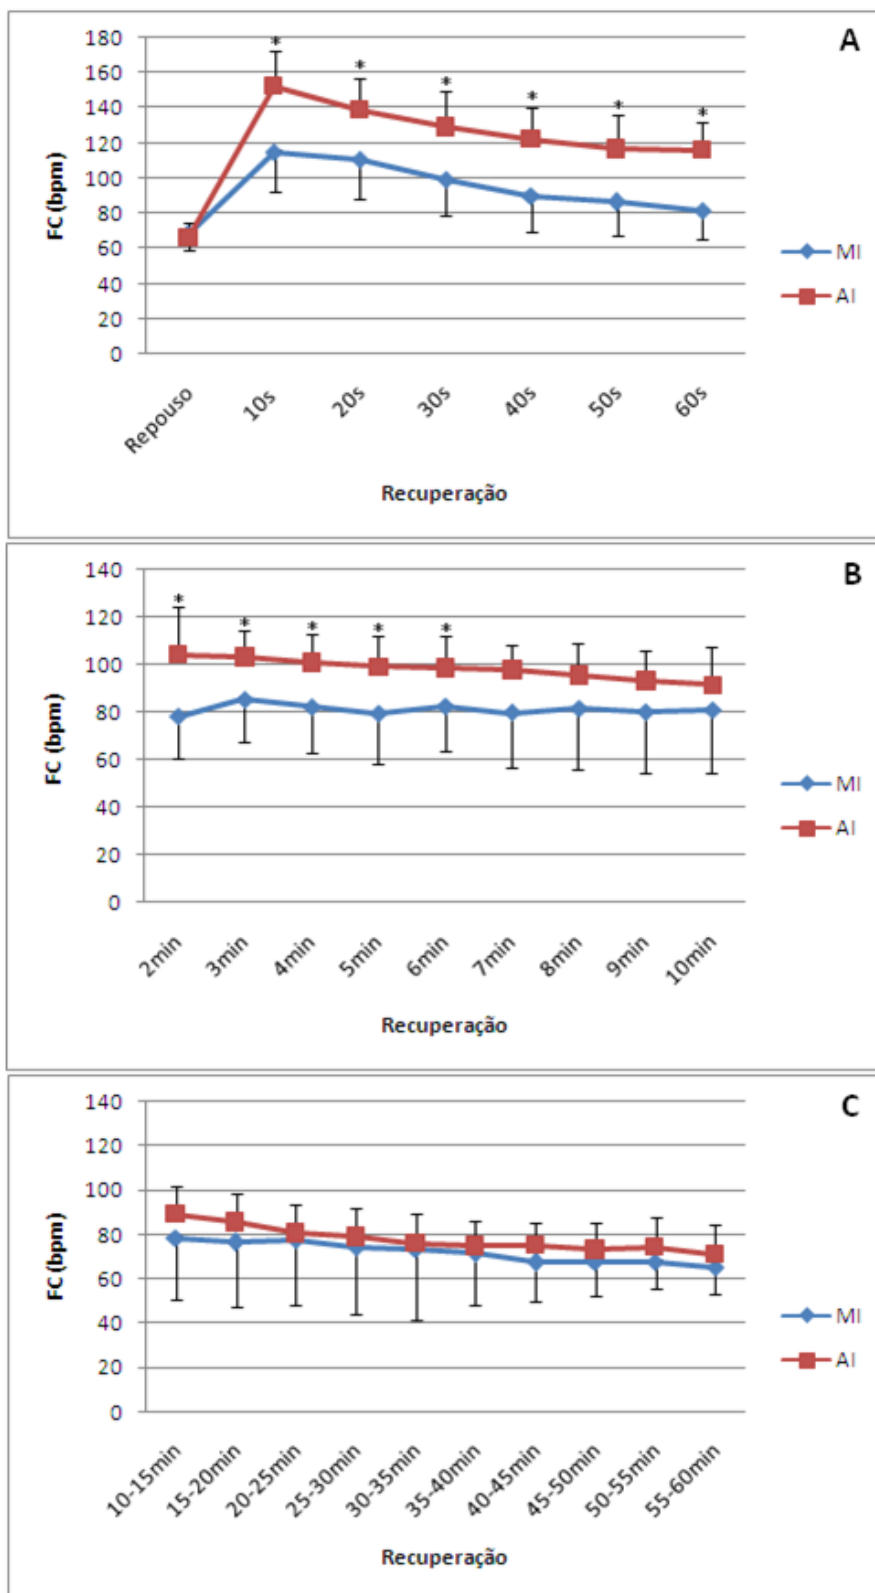 A
180
160
140
120
100
80
60
40
20
0
FC (bpm)
* * * * * *
Repouso 10s 20s 30s 40s 50s 60s
Recuperação
MI
AI
B
140
120
100
80
60
40
20
0
FC (bpm)
* * * * *
2min 3min 4min 5min 6min 7min 8min 9min 10min
Recuperação
MI
AI
C
140
120
100
80
60
40
20
0
FC (bpm)
10-15min 15-20min 20-25min 25-30min 30-35min 35-40min 40-45min 45-50min 50-55min 55-60min
Recuperação
MI
AI